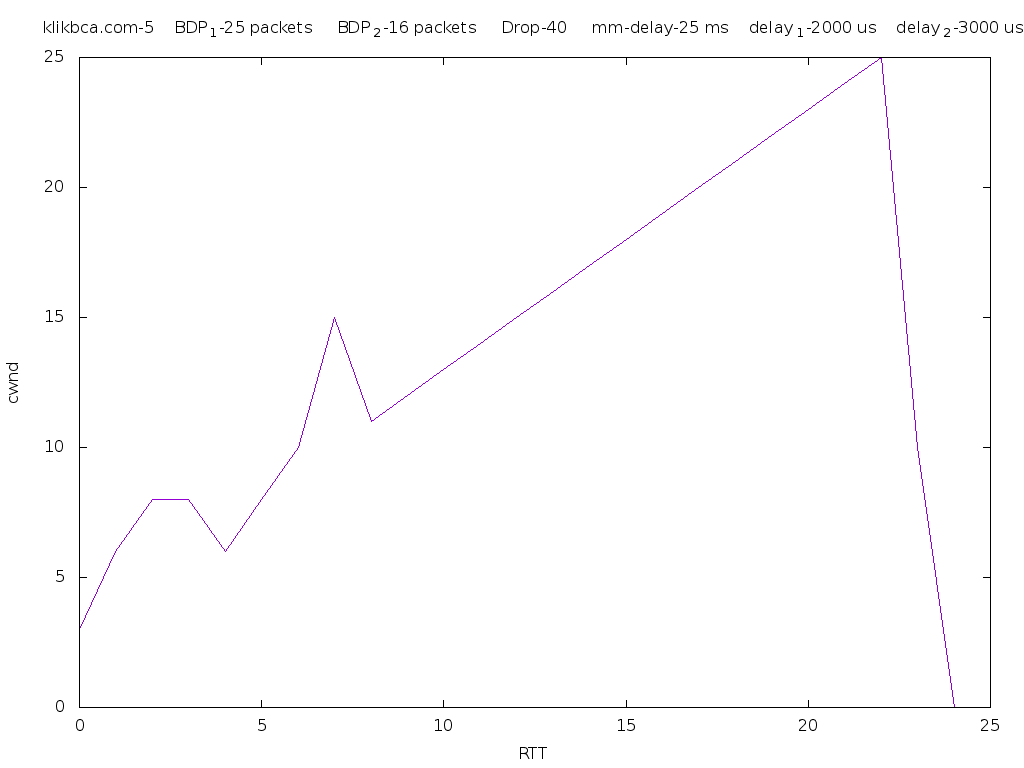 klikbca.com-5 BDP1-25 packets BDP2-16 packets Drop-40 mm-delay-25 ms delay1-2000 us delay2-3000 us
25
20
15
10
5
0
cwnd
0 5 10 15 20 25
RTT